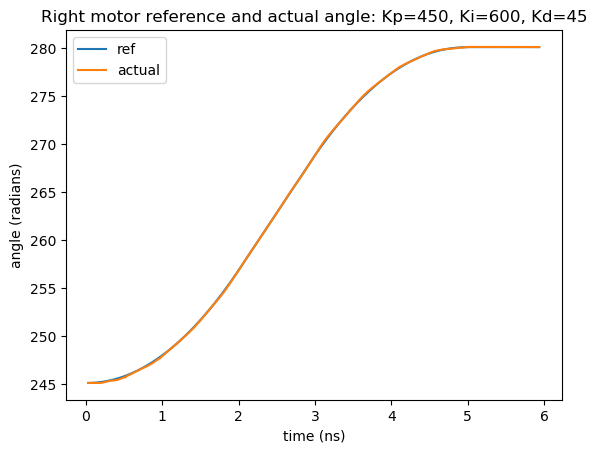 Right motor reference and actual angle: Kp=450, Ki=600, Kd=45
ref
actual
280
275
270
265
260
255
250
245
angle (radians)
0 1 2 3 4 5 6
time (ns)